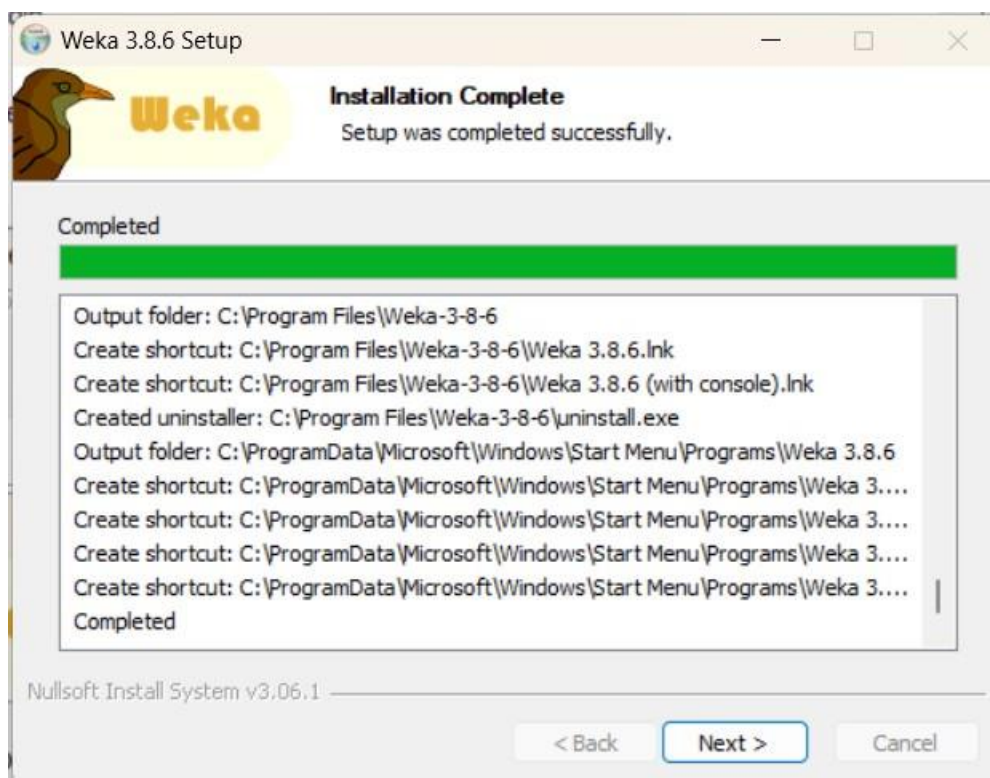 Weka 3.8.6 Setup
Weka
Installation Complete
Setup was completed successfully.
Completed
Output folder: C:\Program Files\Weka-3-8-6
Create shortcut: C:\Program Files\Weka-3-8-6\Weka 3.8.6.lnk
Create shortcut: C:\Program Files\Weka-3-8-6\Weka 3.8.6 (with console).lnk
Created uninstaller: C:\Program Files\Weka-3-8-6\uninstall.exe
Output folder: C:\ProgramData\Microsoft\Windows\Start Menu\Programs\Weka 3.8.6
Create shortcut: C:\ProgramData\Microsoft\Windows\Start Menu\Programs\Weka 3....
Create shortcut: C:\ProgramData\Microsoft\Windows\Start Menu\Programs\Weka 3....
Create shortcut: C:\ProgramData\Microsoft\Windows\Start Menu\Programs\Weka 3....
Create shortcut: C:\ProgramData\Microsoft\Windows\Start Menu\Programs\Weka 3....
Completed
Nullsoft Install System v3.06.1
< Back Next > Cancel